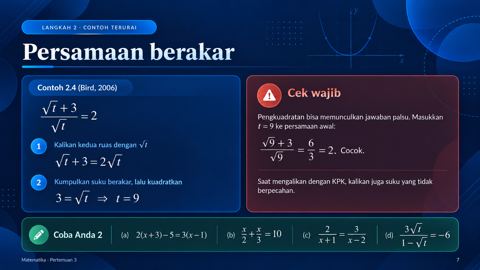 LANGKAH 2 · CONTOH TERURAI
Persamaan berakar
Contoh 2.4 (Bird, 2006)
(√t + 3)/√t = 2
1 Kalikan kedua ruas dengan √t
√t + 3 = 2√t
2 Kumpulkan suku berakar, lalu kuadratkan
3 = √t ⇒ t = 9
Cek wajib
Pengkuadratan bisa memunculkan jawaban palsu. Masukkan
t = 9 ke persamaan awal:
(√9 + 3)/√9 = 6/3 = 2. Cocok.
Saat mengalikan dengan KPK, kalikan juga suku yang tidak
berpecahan.
Coba Anda 2 (a) 2(x+3)−5=3(x−1) (b) x/2 + x/3 = 10 (c) 2/(x+1) = 3/(x−2) (d) 3√t/(1−√t) = −6
Matematika · Pertemuan 3
7